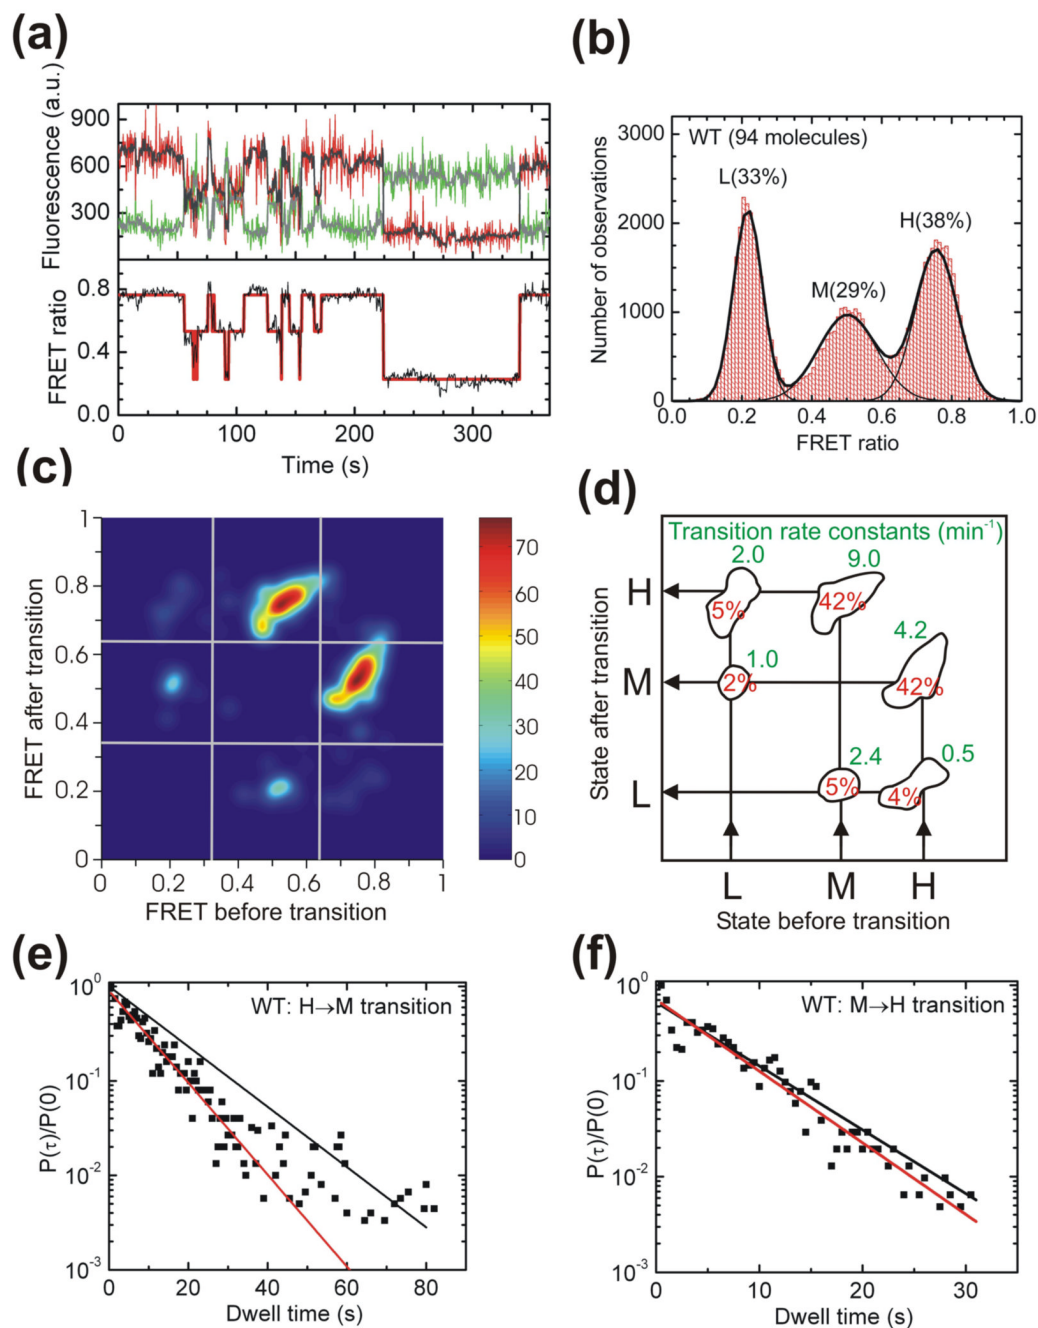 (a)
Fluorescence (a.u.)
900
600
300
FRET ratio
0.8
0.4
0.0
0 100 200 300
Time (s)
(b)
Number of observations
3000
2000
1000
0
WT (94 molecules)
L(33%)
M(29%)
H(38%)
0.0 0.2 0.4 0.6 0.8 1.0
FRET ratio
(c)
FRET after transition
1
0.8
0.6
0.4
0.2
0
0 0.2 0.4 0.6 0.8 1
FRET before transition
70
60
50
40
30
20
10
0
(d)
Transition rate constants (min⁻¹)
State after transition
H
M
L
2.0
9.0
5%
42%
4.2
1.0
2%
42%
2.4
0.5
5%
4%
L M H
State before transition
(e)
P(τ)/P(0)
10⁰
10⁻¹
10⁻²
10⁻³
WT: H→M transition
0 20 40 60 80
Dwell time (s)
(f)
P(τ)/P(0)
10⁰
10⁻¹
10⁻²
10⁻³
WT: M→H transition
0 10 20 30
Dwell time (s)